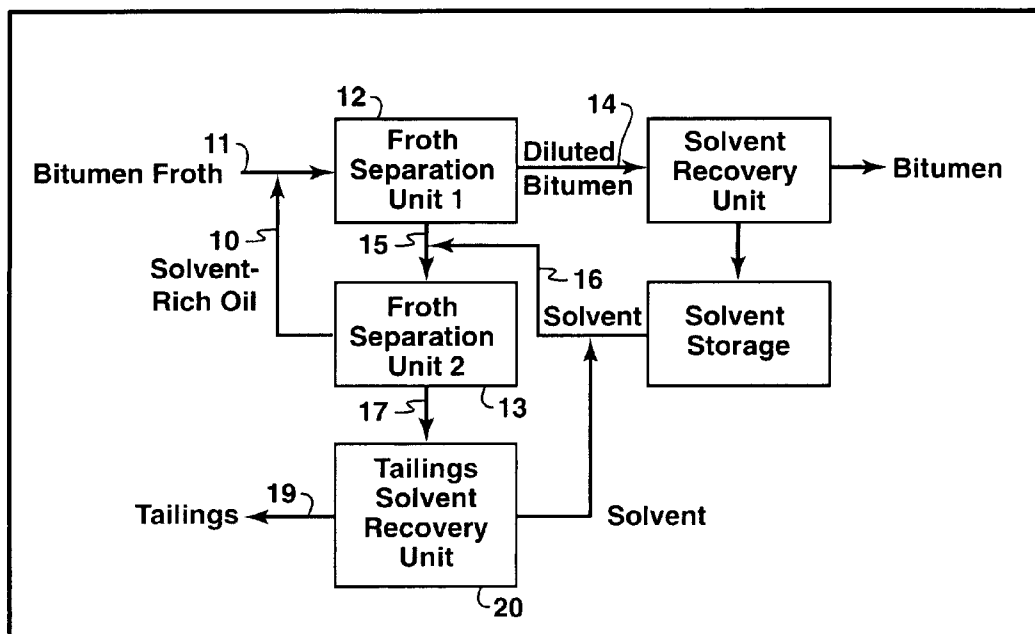 12
Froth
Separation
Unit 1
11
Bitumen Froth
14
Diluted
Bitumen
Solvent
Recovery
Unit
Bitumen
10
Solvent-
Rich Oil
15
16
Solvent
Froth
Separation
Unit 2
Solvent
Storage
13
17
Tailings
Solvent
Recovery
Unit
19
Tailings
Solvent
20